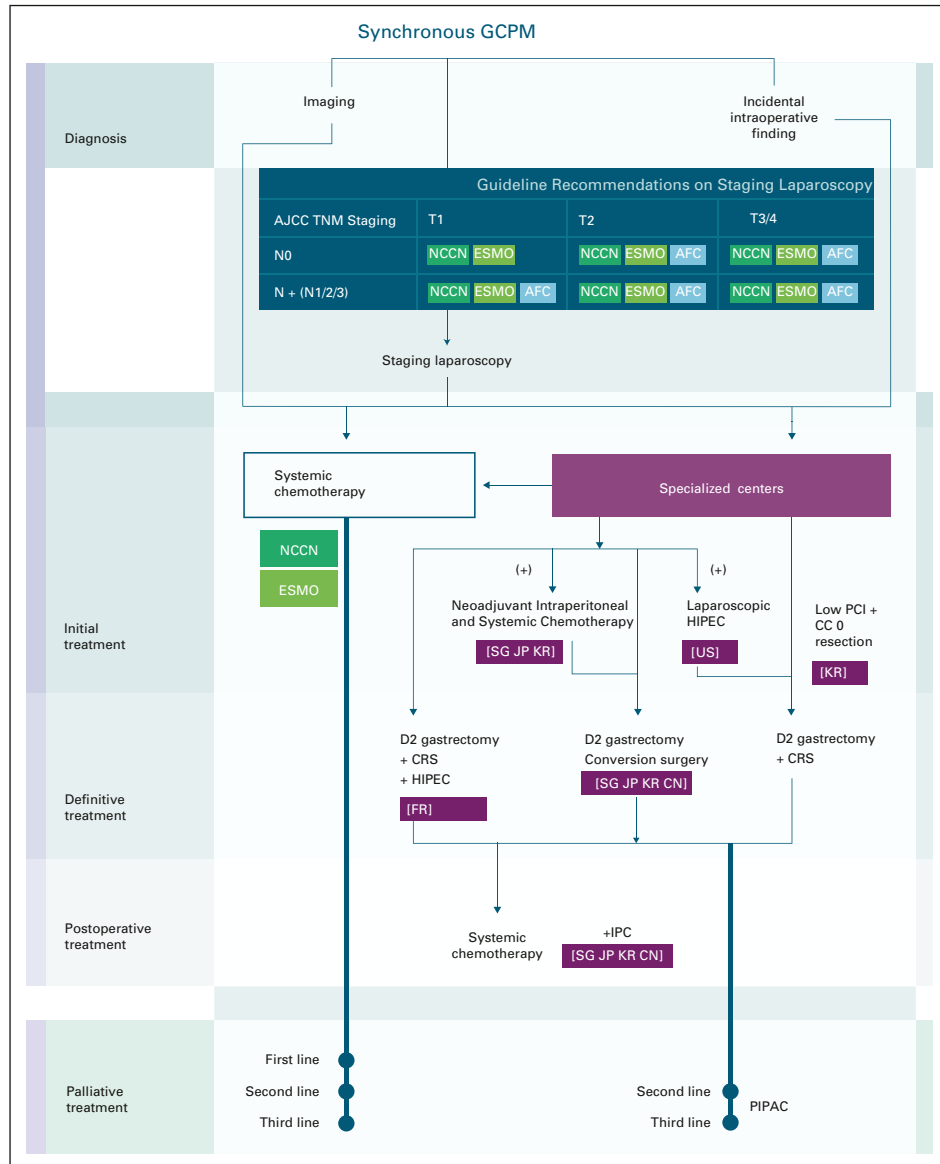 Synchronous GCPM
Imaging
Incidental
intraoperative
finding
Diagnosis
Guideline Recommendations on Staging Laparoscopy
AJCC TNM Staging T1 T2 T3/4
N0 NCCN ESMO NCCN ESMO AFC NCCN ESMO AFC
N + (N1/2/3) NCCN ESMO AFC NCCN ESMO AFC NCCN ESMO AFC
Staging laparoscopy
Systemic
chemotherapy
Specialized centers
NCCN
ESMO
Initial
treatment
(+)
Neoadjuvant Intraperitoneal
and Systemic Chemotherapy
[SG JP KR]
(+)
Laparoscopic
HIPEC
[US]
Low PCI +
CC 0
resection
[KR]
Definitive
treatment
D2 gastrectomy
+ CRS
+ HIPEC
[FR]
D2 gastrectomy
Conversion surgery
[SG JP KR CN]
D2 gastrectomy
+ CRS
Postoperative
treatment
Systemic
chemotherapy
+IPC
[SG JP KR CN]
Palliative
treatment
First line
Second line
Third line
Second line
Third line
PIPAC